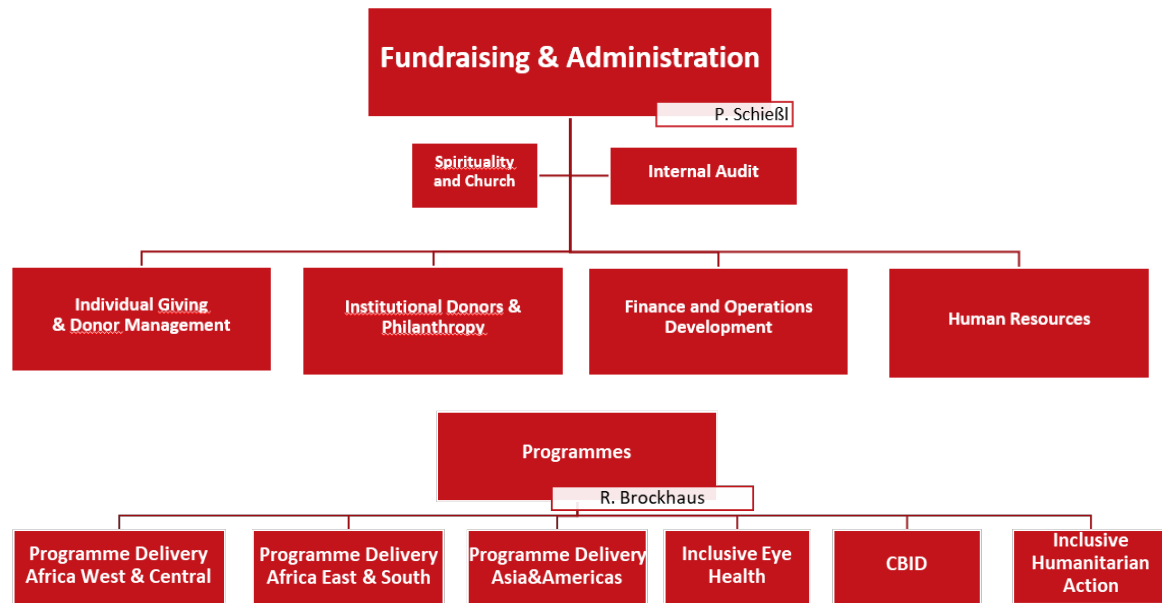 Fundraising & Administration
P. Schießl
Spirituality
and Church
Internal Audit
Individual Giving
& Donor Management
Institutional Donors &
Philanthropy
Finance and Operations
Development
Human Resources
Programmes
R. Brockhaus
Programme Delivery
Africa West & Central
Programme Delivery
Africa East & South
Programme Delivery
Asia&Americas
Inclusive Eye
Health
CBID
Inclusive
Humanitarian
Action